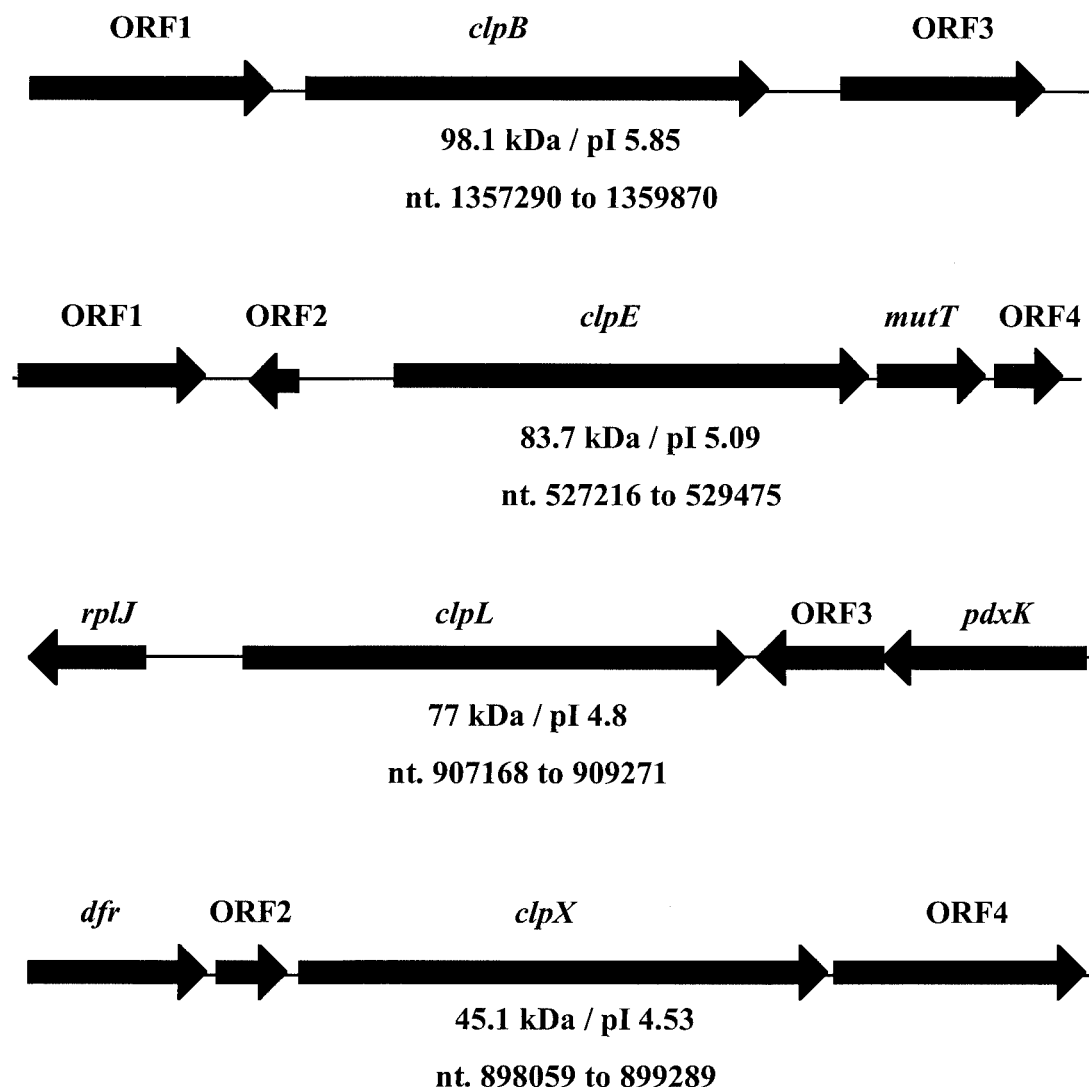 ORF1 clpB ORF3
98.1 kDa / pI 5.85
nt. 1357290 to 1359870
ORF1 ORF2 clpE mutT ORF4
83.7 kDa / pI 5.09
nt. 527216 to 529475
rplJ clpL ORF3 pdxK
77 kDa / pI 4.8
nt. 907168 to 909271
dfr ORF2 clpX ORF4
45.1 kDa / pI 4.53
nt. 898059 to 899289